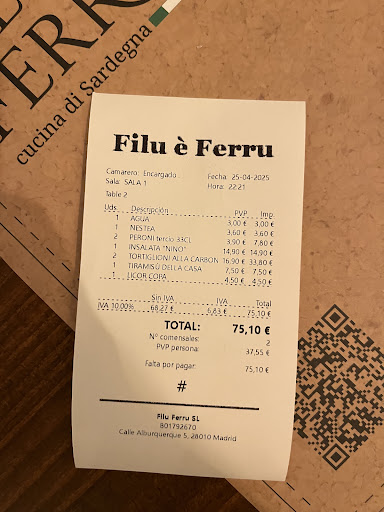 FERRU
cucina di Sardegna
Filu è Ferru
Camarero: Encargado Fecha: 25-04-2025
Sala: SALA 1 Hora: 22:21
Table 2
Uds. Descripción PVP Imp.
1 AGUA 3,00 € 3,00 €
1 NESTEA 3,60 € 3,60 €
2 PERONI tercio 33CL 3,90 € 7,80 €
1 INSALATA "NINO" 14,90 € 14,90 €
2 TORTIGLIONI ALLA CARBON 16,90 € 33,80 €
1 TIRAMISÚ DELLA CASA 7,50 € 7,50 €
1 LICOR COPA 4,50 € 4,50 €
Sin IVA IVA Total
IVA 10,00% 68,27 € 6,83 € 75,10 €
TOTAL: 75,10 €
Nº comensales: 2
PVP persona: 37,55 €
Falta por pagar: 75,10 €
#
Filu Ferru SL
B01792670
Calle Alburquerque 5, 28010 Madrid